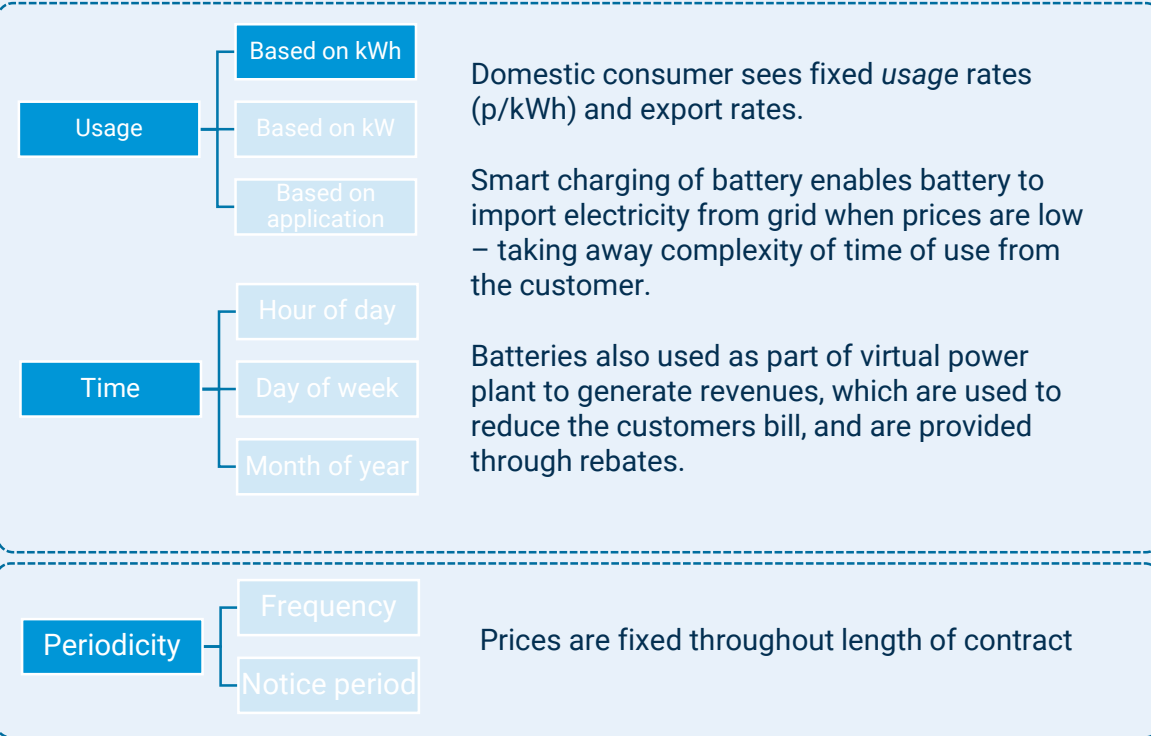 Usage
Based on kWh
Based on kW
Based on
application
Time
Hour of day
Day of week
Month of year
Domestic consumer sees fixed usage rates
(p/kWh) and export rates.
Smart charging of battery enables battery to
import electricity from grid when prices are low
– taking away complexity of time of use from
the customer.
Batteries also used as part of virtual power
plant to generate revenues, which are used to
reduce the customers bill, and are provided
through rebates.
Periodicity
Frequency
Notice period
Prices are fixed throughout length of contract